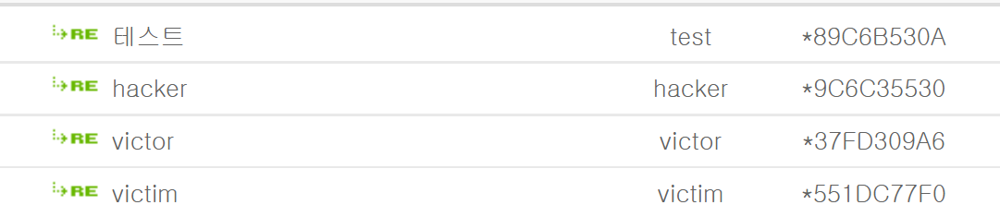 RE 테스트 test *89C6B530A
RE hacker hacker *9C6C35530
RE victor victor *37FD309A6
RE victim victim *551DC77F0